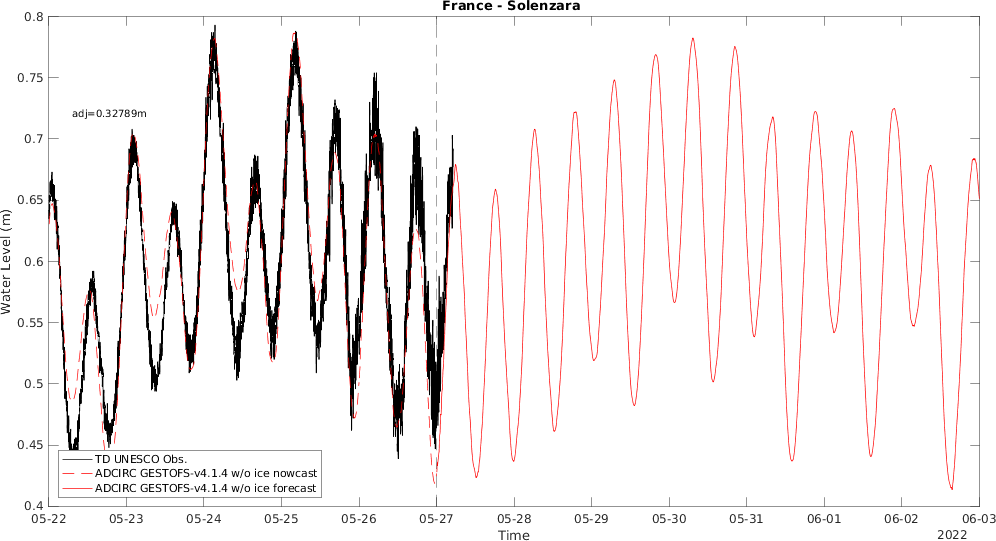 France - Solenzara
0.8
0.75
0.7
0.65
0.6
0.55
0.5
0.45
0.4
Water Level (m)
adj=0.32789m
TD UNESCO Obs.
ADCIRC GESTOFS-v4.1.4 w/o ice nowcast
ADCIRC GESTOFS-v4.1.4 w/o ice forecast
05-22 05-23 05-24 05-25 05-26 05-27 05-28 05-29 05-30 05-31 06-01 06-02 06-03
Time
2022